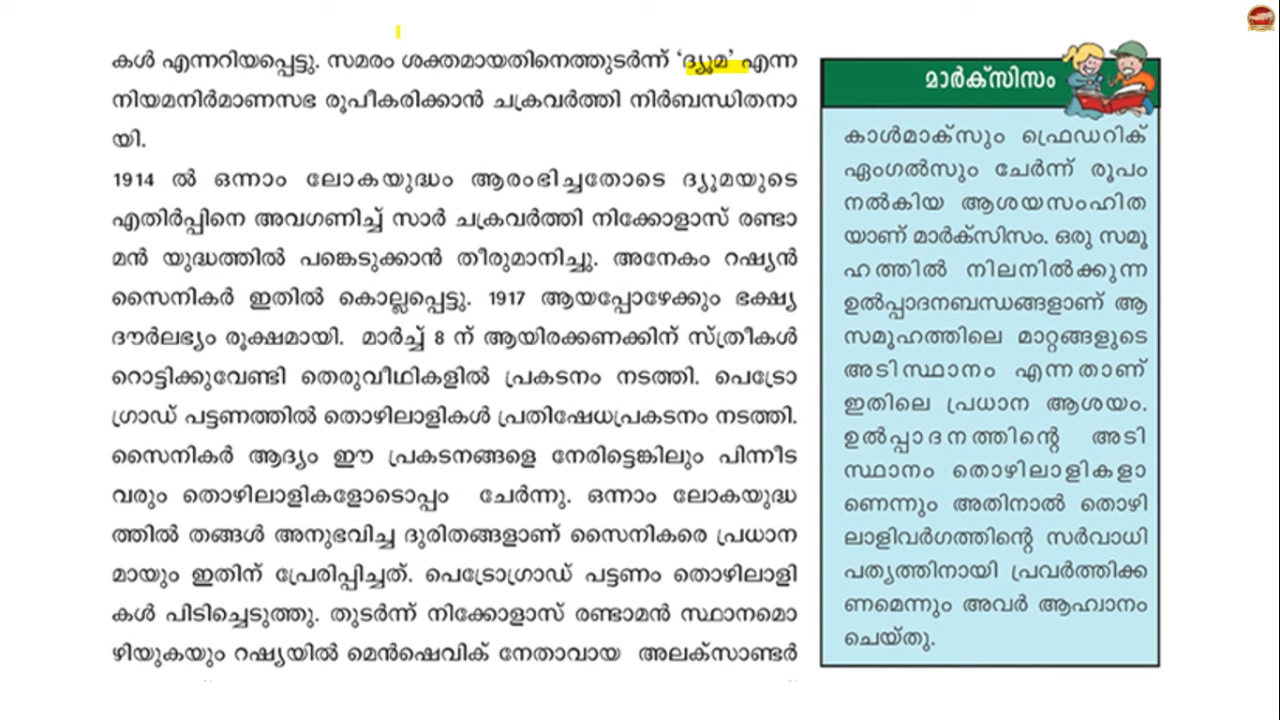 കൾ എന്നറിയപ്പെട്ടു. സമരം ശക്തമായതിനെത്തുടർന്ന് ‘ദ്യൂമ’ എന്ന
നിയമനിർമാണസഭ രൂപീകരിക്കാൻ ചക്രവർത്തി നിർബന്ധിതനാ
യി.
1914 ൽ ഒന്നാം ലോകയുദ്ധം ആരംഭിച്ചതോടെ ദ്യൂമയുടെ
എതിർപ്പിനെ അവഗണിച്ച് സാർ ചക്രവർത്തി നിക്കോളാസ് രണ്ടാ
മൻ യുദ്ധത്തിൽ പങ്കെടുക്കാൻ തീരുമാനിച്ചു. അനേകം റഷ്യൻ
സൈനികർ ഇതിൽ കൊല്ലപ്പെട്ടു. 1917 ആയപ്പോഴേക്കും ഭക്ഷ്യ
ദൗർലഭ്യം രൂക്ഷമായി. മാർച്ച് 8 ന് ആയിരക്കണക്കിന് സ്ത്രീകൾ
റൊട്ടിക്കുവേണ്ടി തെരുവീഥികളിൽ പ്രകടനം നടത്തി. പെട്രോ
ഗ്രാഡ് പട്ടണത്തിൽ തൊഴിലാളികൾ പ്രതിഷേധപ്രകടനം നടത്തി.
സൈനികർ ആദ്യം ഈ പ്രകടനങ്ങളെ നേരിട്ടെങ്കിലും പിന്നീട
വരും തൊഴിലാളികളോടൊപ്പം ചേർന്നു. ഒന്നാം ലോകയുദ്ധ
ത്തിൽ തങ്ങൾ അനുഭവിച്ച ദുരിതങ്ങളാണ് സൈനികരെ പ്രധാന
മായും ഇതിന് പ്രേരിപ്പിച്ചത്. പെട്രോഗ്രാഡ് പട്ടണം തൊഴിലാളി
കൾ പിടിച്ചെടുത്തു. തുടർന്ന് നിക്കോളാസ് രണ്ടാമൻ സ്ഥാനമൊ
ഴിയുകയും റഷ്യയിൽ മെൻഷെവിക് നേതാവായ അലക്സാണ്ടർ
മാർക്സിസം
കാൾമാക്സും ഫ്രെഡറിക്
ഏംഗൽസും ചേർന്ന് രൂപം
നൽകിയ ആശയസംഹിത
യാണ് മാർക്സിസം. ഒരു സമൂ
ഹത്തിൽ നിലനിൽക്കുന്ന
ഉൽപ്പാദനബന്ധങ്ങളാണ് ആ
സമൂഹത്തിലെ മാറ്റങ്ങളുടെ
അടിസ്ഥാനം എന്നതാണ്
ഇതിലെ പ്രധാന ആശയം.
ഉൽപ്പാദനത്തിന്റെ അടി
സ്ഥാനം തൊഴിലാളികളാ
ണെന്നും അതിനാൽ തൊഴി
ലാളിവർഗത്തിന്റെ സർവാധി
പത്യത്തിനായി പ്രവർത്തിക്ക
ണമെന്നും അവർ ആഹ്വാനം
ചെയ്തു.